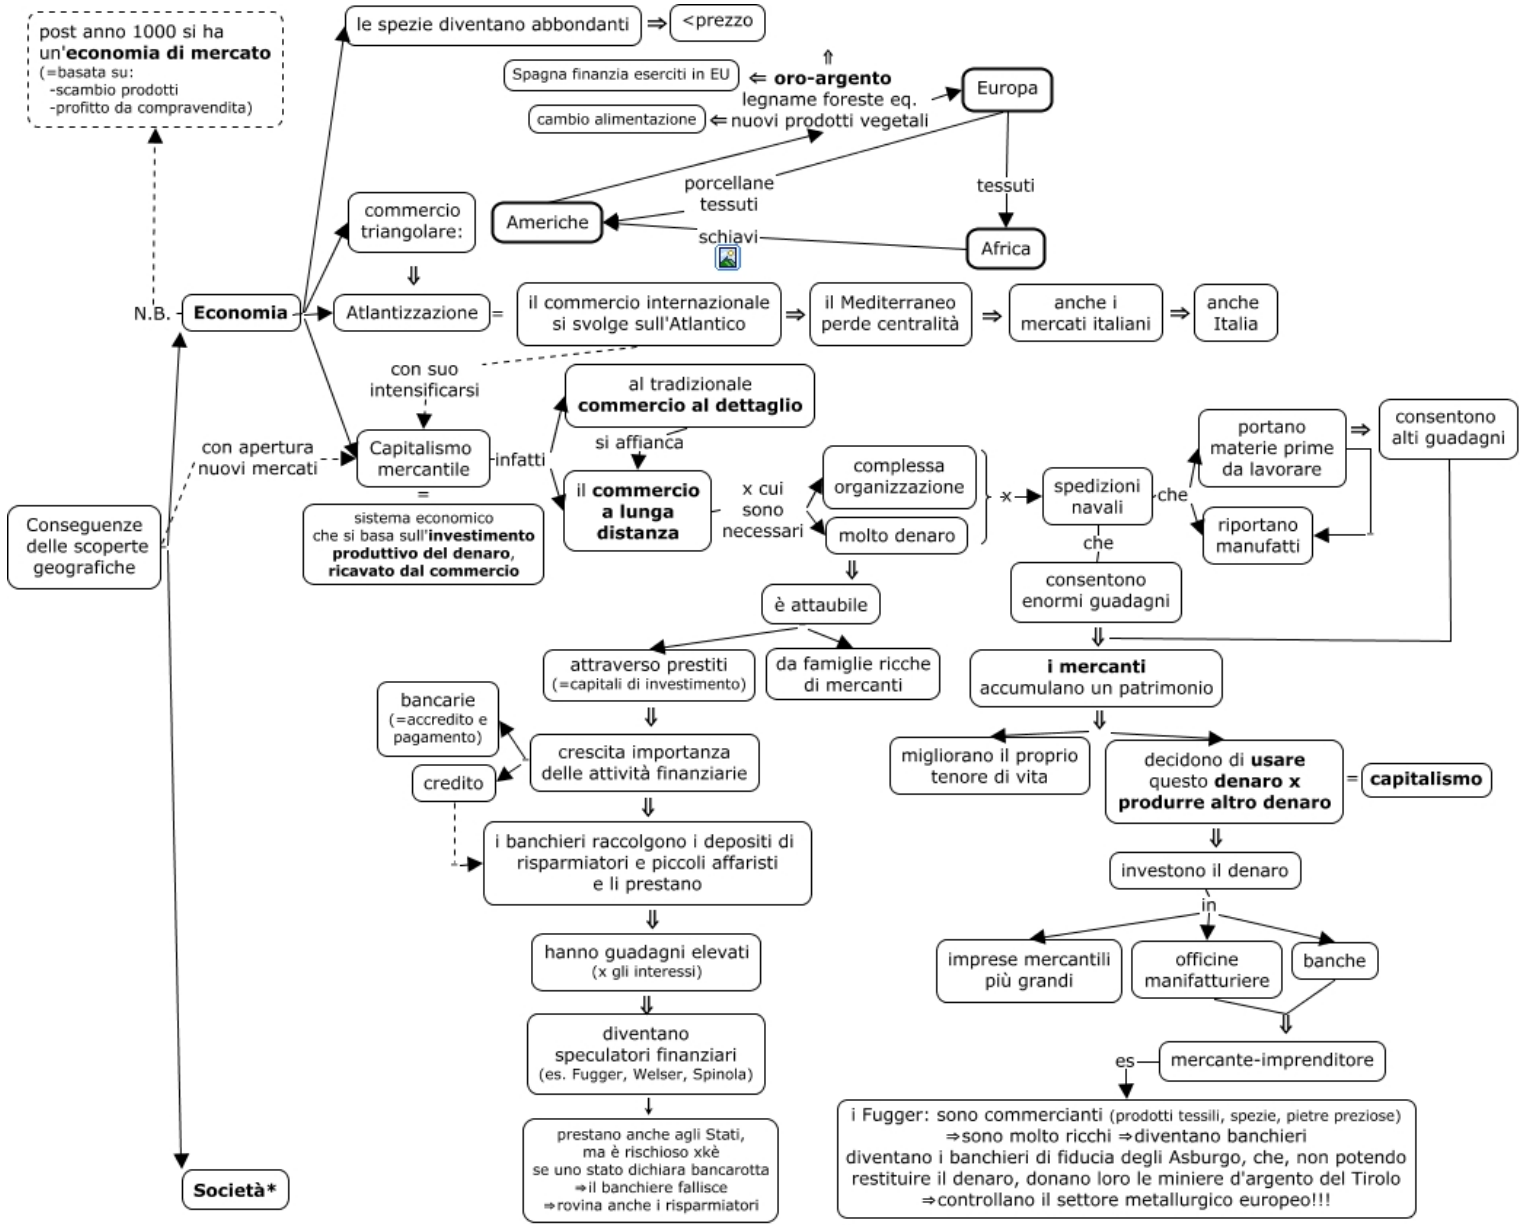 post anno 1000 si ha
un'economia di mercato
(=basata su:
-scambio prodotti
-profitto da compravendita)
le spezie diventano abbondanti
⇒
<prezzo
⇑
Spagna finanzia eserciti in EU
⇐ oro-argento
legname foreste eq.
cambio alimentazione
⇐nuovi prodotti vegetali
Europa
porcellane
tessuti
tessuti
Americhe
schiavi
Africa
commercio
triangolare:
⇓
N.B.
Economia
Atlantizzazione
=
il commercio internazionale
si svolge sull'Atlantico
⇒
il Mediterraneo
perde centralità
⇒
anche i
mercati italiani
⇒
anche
Italia
con suo
intensificarsi
al tradizionale
commercio al dettaglio
si affianca
con apertura
nuovi mercati
Capitalismo
mercantile
infatti
=
sistema economico
che si basa sull'investimento
produttivo del denaro,
ricavato dal commercio
il commercio
a lunga
distanza
x cui
sono
necessari
complessa
organizzazione
molto denaro
x
spedizioni
navali
che
portano
materie prime
da lavorare
⇒
consentono
alti guadagni
riportano
manufatti
che
consentono
enormi guadagni
Conseguenze
delle scoperte
geografiche
⇓
è attaubile
attraverso prestiti
(=capitali di investimento)
da famiglie ricche
di mercanti
⇓
i mercanti
accumulano un patrimonio
⇓
bancarie
(=accredito e
pagamento)
credito
⇓
crescita importanza
delle attività finanziarie
⇓
i banchieri raccolgono i depositi di
risparmiatori e piccoli affaristi
e li prestano
⇓
hanno guadagni elevati
(x gli interessi)
⇓
diventano
speculatori finanziari
(es. Fugger, Welser, Spinola)
↓
prestano anche agli Stati,
ma è rischioso xkè
se uno stato dichiara bancarotta
⇒il banchiere fallisce
⇒rovina anche i risparmiatori
migliorano il proprio
tenore di vita
decidono di usare
questo denaro x
produrre altro denaro
=
capitalismo
⇓
investono il denaro
in
imprese mercantili
più grandi
officine
manifatturiere
banche
⇓
mercante-imprenditore
es
i Fugger: sono commercianti (prodotti tessili, spezie, pietre preziose)
⇒sono molto ricchi ⇒diventano banchieri
diventano i banchieri di fiducia degli Asburgo, che, non potendo
restituire il denaro, donano loro le miniere d'argento del Tirolo
⇒controllano il settore metallurgico europeo!!!
Società*